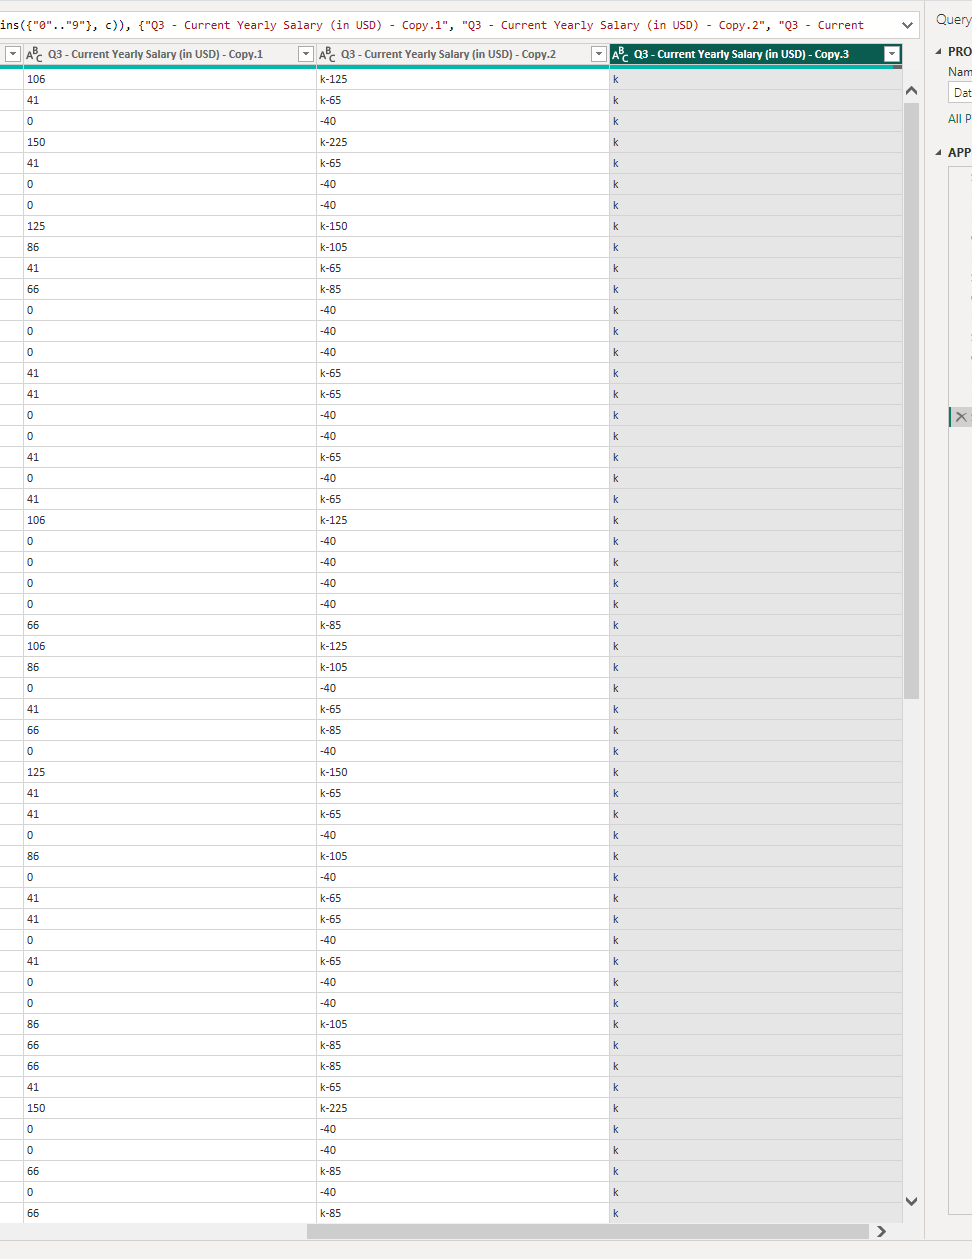 ins({"0".."9"}, c)), {"Q3 - Current Yearly Salary (in USD) - Copy.1", "Q3 - Current Yearly Salary (in USD) - Copy.2", "Q3 - Current
Query
PRO
Nam
Dat
All P
APP
Q3 - Current Yearly Salary (in USD) - Copy.1 Q3 - Current Yearly Salary (in USD) - Copy.2 Q3 - Current Yearly Salary (in USD) - Copy.3
106 k-125 k
41 k-65 k
0 -40 k
150 k-225 k
41 k-65 k
0 -40 k
0 -40 k
125 k-150 k
86 k-105 k
41 k-65 k
66 k-85 k
0 -40 k
0 -40 k
0 -40 k
41 k-65 k
41 k-65 k
0 -40 k
0 -40 k
41 k-65 k
0 -40 k
41 k-65 k
106 k-125 k
0 -40 k
0 -40 k
0 -40 k
0 -40 k
66 k-85 k
106 k-125 k
86 k-105 k
0 -40 k
41 k-65 k
66 k-85 k
0 -40 k
125 k-150 k
41 k-65 k
41 k-65 k
0 -40 k
86 k-105 k
0 -40 k
41 k-65 k
41 k-65 k
0 -40 k
41 k-65 k
0 -40 k
0 -40 k
86 k-105 k
66 k-85 k
66 k-85 k
41 k-65 k
150 k-225 k
0 -40 k
0 -40 k
66 k-85 k
0 -40 k
66 k-85 k